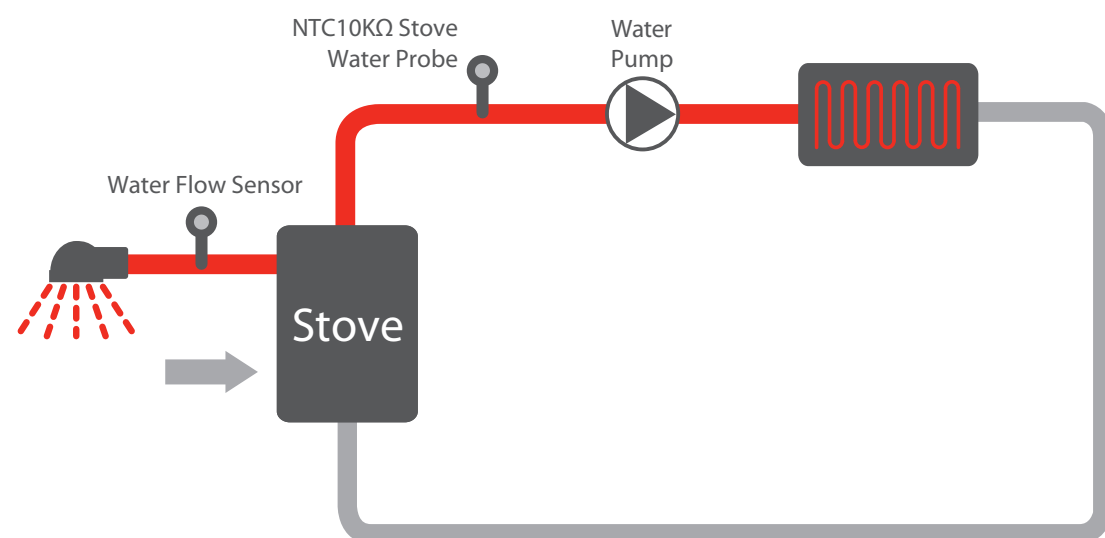 NTC10KΩ Stove
Water Probe
Water
Pump
Water Flow Sensor
Stove